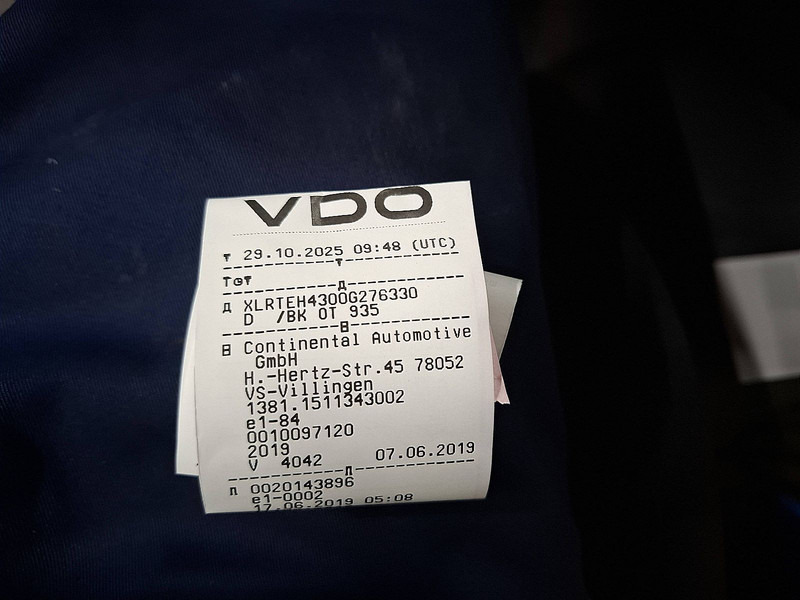 VDO
▼ 29.10.2025 09:48 (UTC)
----------▼----------
T⊙▼
----------Д----------
Д XLRTEH4300G276330
D /BK OT 935
----------B----------
B Continental Automotive
GmbH
H.-Hertz-Str.45 78052
VS-Villingen
1381.1511343002
e1-84
0010097120
2019
V 4042 07.06.2019
----------Л----------
Л 0020143896
e1-0002
17.06.2019 05:08